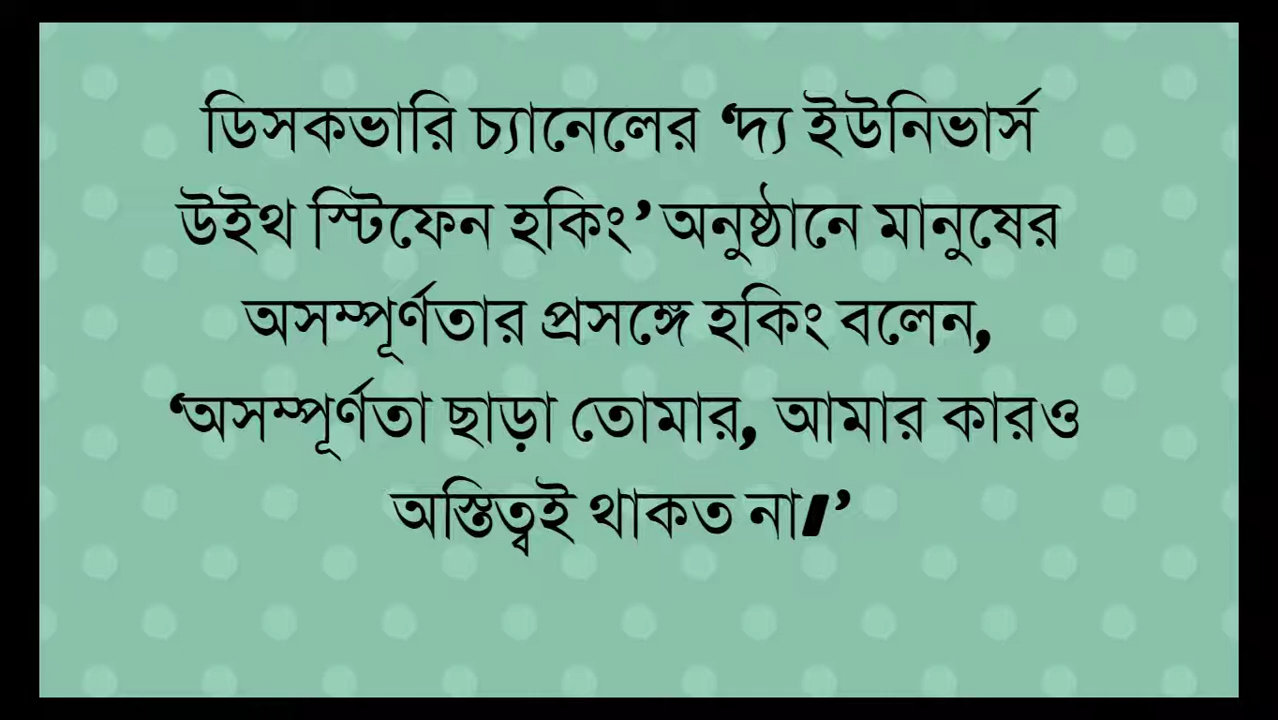 ডিসকভারি চ্যানেলের ‘দ্য ইউনিভার্স
উইথ স্টিফেন হকিং’ অনুষ্ঠানে মানুষের
অসম্পূর্ণতার প্রসঙ্গে হকিং বলেন,
‘অসম্পূর্ণতা ছাড়া তোমার, আমার কারও
অস্তিত্বই থাকত না।’